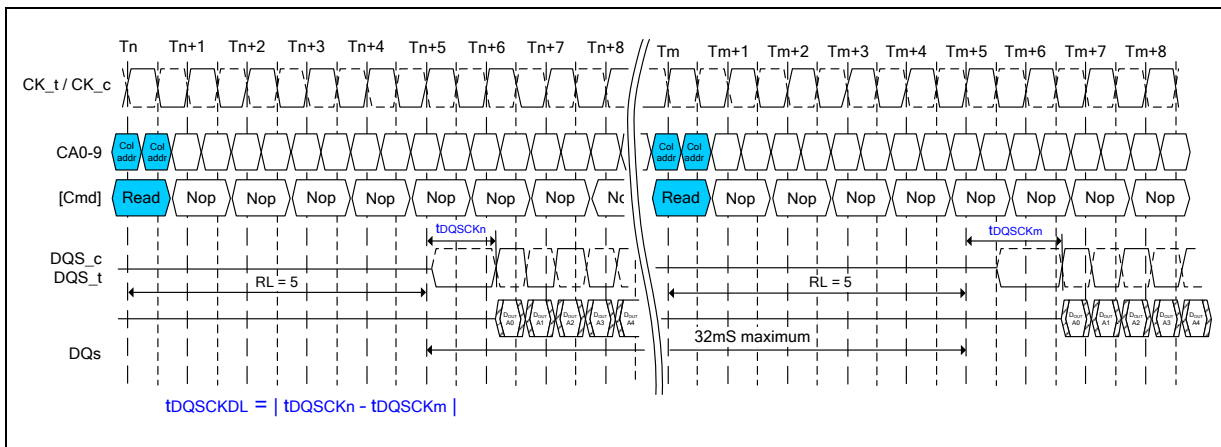 Tn Tn+1 Tn+2 Tn+3 Tn+4 Tn+5 Tn+6 Tn+7 Tn+8 Tm Tm+1 Tm+2 Tm+3 Tm+4 Tm+5 Tm+6 Tm+7 Tm+8
CK_t / CK_c
CA0-9 Col addr Col addr Col addr Col addr
[Cmd] Read Nop Nop Nop Nop Nop Nop Nop Read Nop Nop Nop Nop Nop Nop Nop Nop
tDQSCKn tDQSCKm
DQS_c
DQS_t
RL = 5 RL = 5
DOUT A0 DOUT A1 DOUT A2 DOUT A3 DOUT A4 DOUT A0 DOUT A1 DOUT A2 DOUT A3 DOUT A4
32mS maximum
DQs
tDQSCKDL = | tDQSCKn - tDQSCKm |